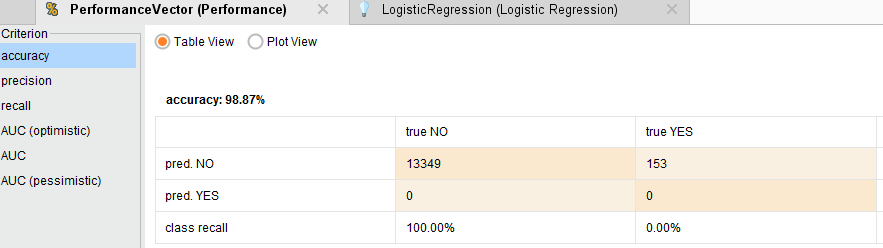 PerformanceVector (Performance)
LogisticRegression (Logistic Regression)
Criterion
accuracy
precision
recall
AUC (optimistic)
AUC
AUC (pessimistic)
Table View
Plot View
accuracy: 98.87%
true NO
true YES
pred. NO
13349
153
pred. YES
0
0
class recall
100.00%
0.00%